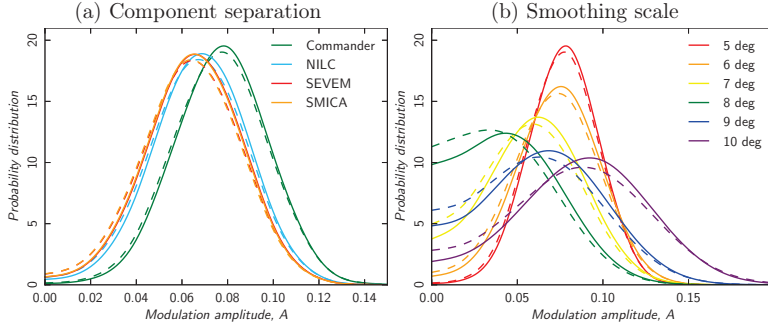 (a) Component separation
(b) Smoothing scale
Probability distribution
20
15
10
5
0
Commander
NILC
SEVEM
SMICA
0.00 0.02 0.04 0.06 0.08 0.10 0.12 0.14
Modulation amplitude, A
Probability distribution
20
15
10
5
0
5 deg
6 deg
7 deg
8 deg
9 deg
10 deg
0.00 0.05 0.10 0.15
Modulation amplitude, A